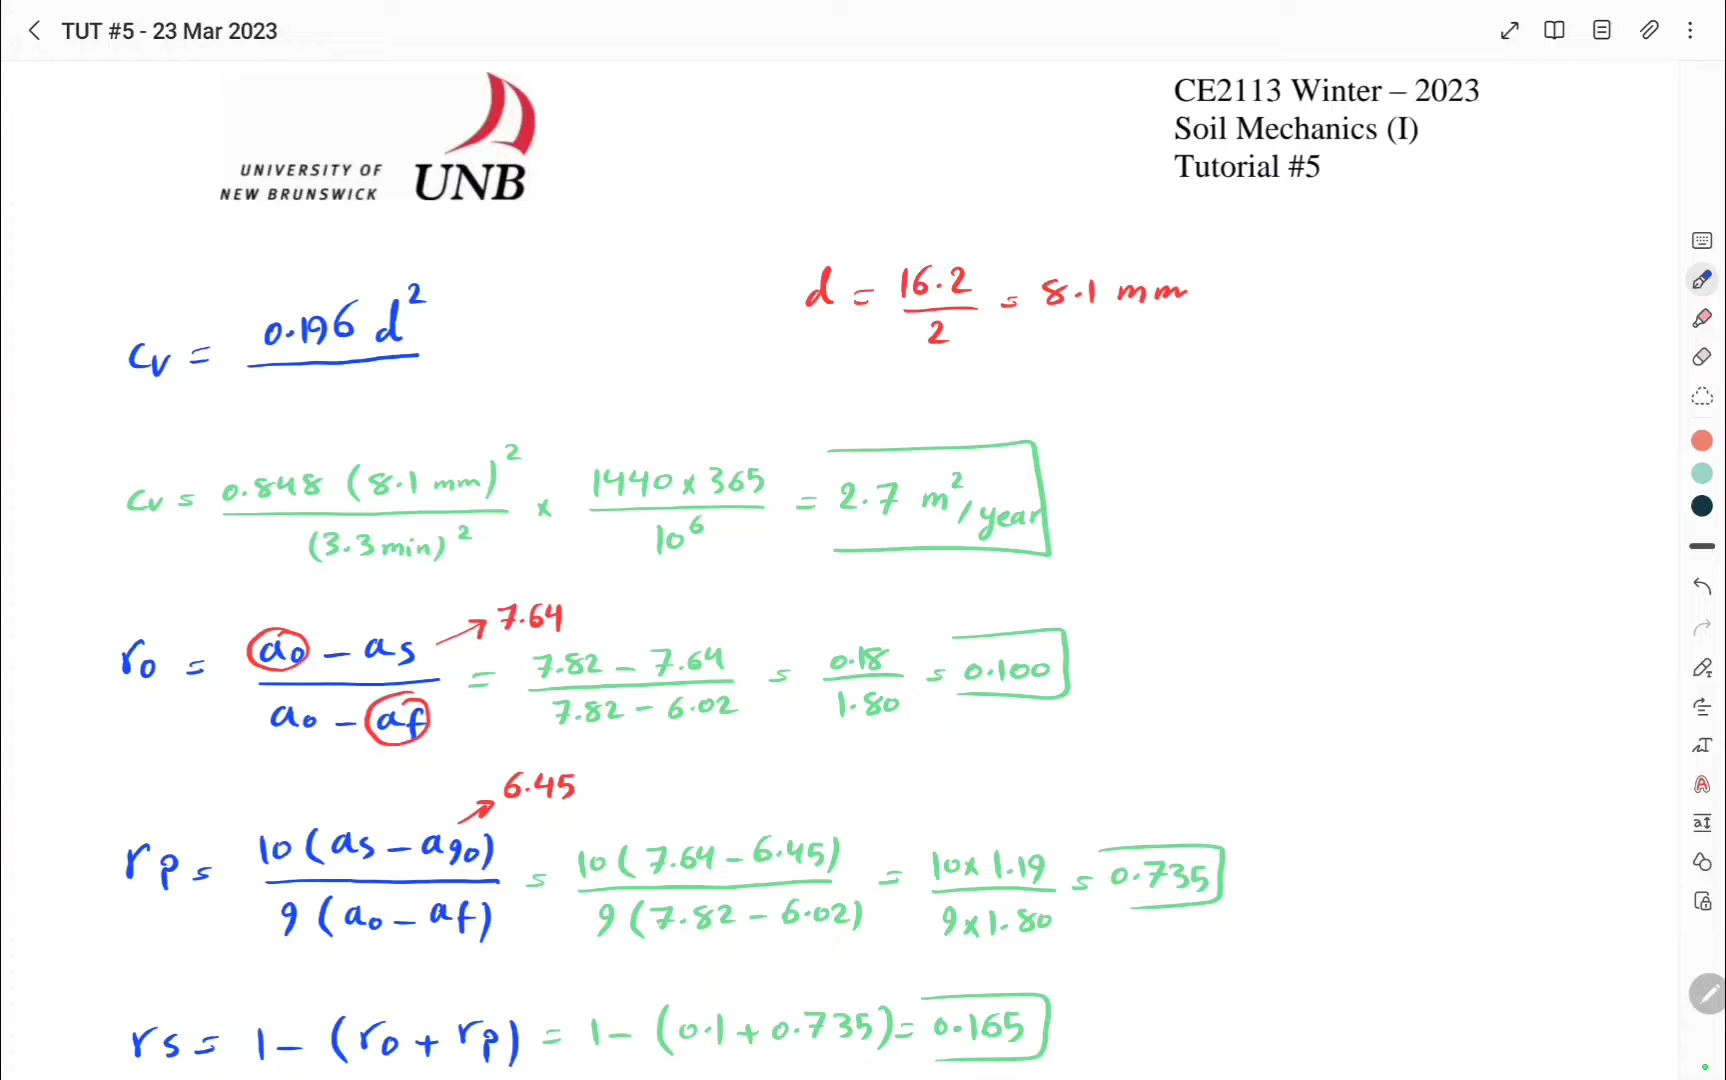 TUT #5 - 23 Mar 2023
CE2113 Winter – 2023
Soil Mechanics (I)
Tutorial #5
UNIVERSITY OF
NEW BRUNSWICK
UNB
d = 16.2 / 2 = 8.1 mm
Cv = 0.196 d²
Cv = 0.848 (8.1 mm)² / (3.3 min)² × 1440 × 365 / 10⁶ = 2.7 m²/year
7.64
ro = ao - as / ao - af = 7.82 - 7.64 / 7.82 - 6.02 = 0.18 / 1.80 = 0.100
6.45
rp = 10(as - a90) / 9(ao - af) = 10(7.64 - 6.45) / 9(7.82 - 6.02) = 10 × 1.19 / 9 × 1.80 = 0.735
rs = 1 - (ro + rp) = 1 - (0.1 + 0.735) = 0.165